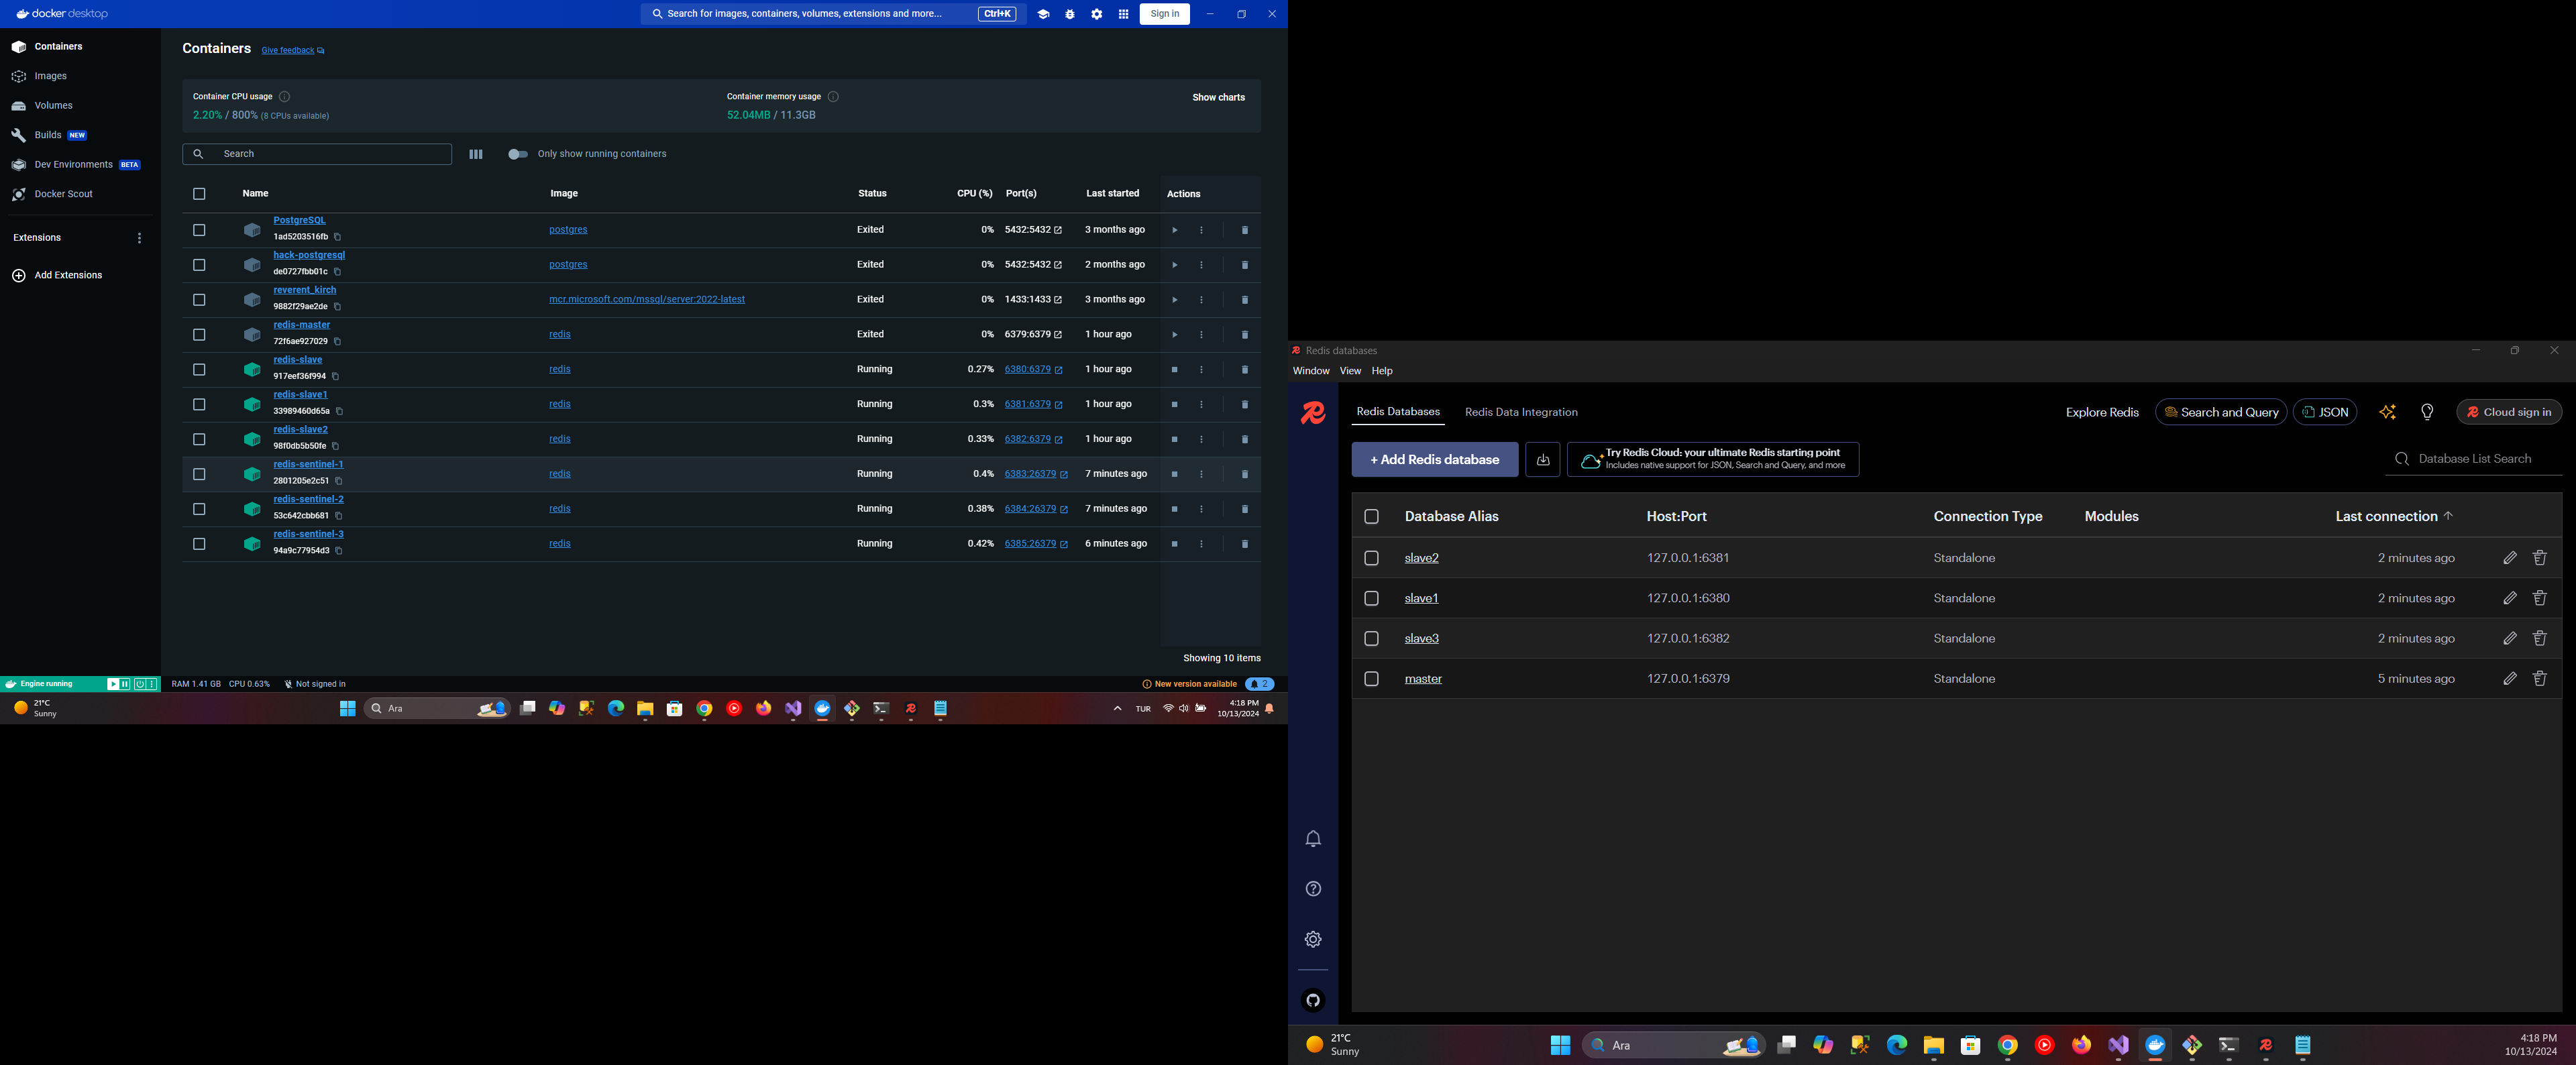 docker desktop
Search for images, containers, volumes, extensions and more... Ctrl+K
Sign in
Containers
Images
Volumes
Builds NEW
Dev Environments BETA
Docker Scout
Extensions
Add Extensions
Containers Give feedback
Container CPU usage
2.20% / 800% (8 CPUs available)
Container memory usage
52.04MB / 11.3GB
Show charts
Search
Only show running containers
Name Image Status CPU (%) Port(s) Last started Actions
PostgreSQL
1ad5203516fb postgres Exited 0% 5432:5432 3 months ago
hack-postgresql
de0727fbb01c postgres Exited 0% 5432:5432 2 months ago
reverent_kirch
9882f29ae2de mcr.microsoft.com/mssql/server:2022-latest Exited 0% 1433:1433 3 months ago
redis-master
72f6ae927029 redis Exited 0% 6379:6379 1 hour ago
redis-slave
917eef36f994 redis Running 0.27% 6380:6379 1 hour ago
redis-slave1
33989460d65a redis Running 0.3% 6381:6379 1 hour ago
redis-slave2
98f0db5b50fe redis Running 0.33% 6382:6379 1 hour ago
redis-sentinel-1
2801205e2c51 redis Running 0.4% 6383:26379 7 minutes ago
redis-sentinel-2
53c642cbb681 redis Running 0.38% 6384:26379 7 minutes ago
redis-sentinel-3
94a9c77954d3 redis Running 0.42% 6385:26379 6 minutes ago
Showing 10 items
Engine running
RAM 1.41 GB CPU 0.63% Not signed in
New version available 2
21°C
Sunny
Ara
TUR
4:18 PM
10/13/2024
Redis databases
Window View Help
Redis Databases Redis Data Integration
Explore Redis Search and Query JSON Cloud sign in
+ Add Redis database
Try Redis Cloud: your ultimate Redis starting point
Includes native support for JSON, Search and Query, and more
Database List Search
Database Alias Host:Port Connection Type Modules Last connection
slave2 127.0.0.1:6381 Standalone 2 minutes ago
slave1 127.0.0.1:6380 Standalone 2 minutes ago
slave3 127.0.0.1:6382 Standalone 2 minutes ago
master 127.0.0.1:6379 Standalone 5 minutes ago
21°C
Sunny
Ara
4:18 PM
10/13/2024